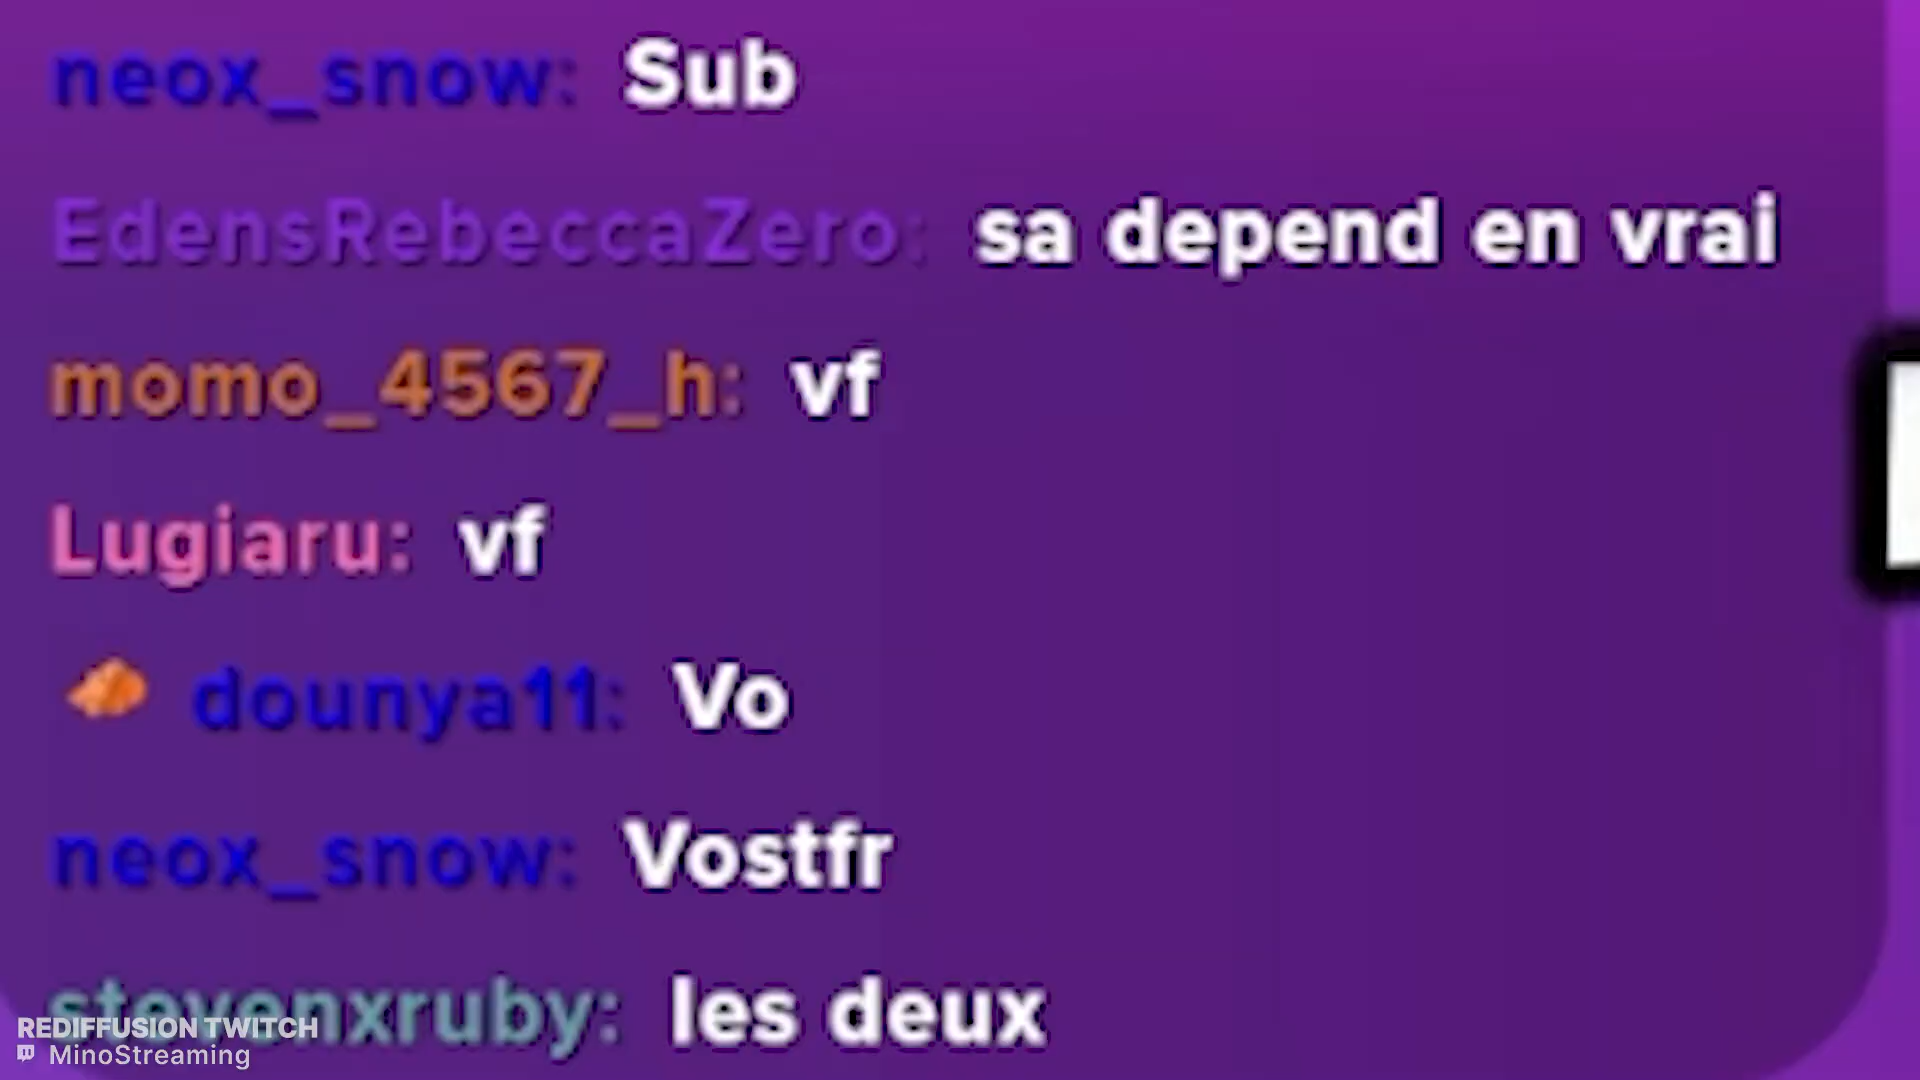 neox_snow: Sub
EdensRebeccaZero: sa depend en vrai
momo_4567_h: vf
Lugiaru: vf
dounya11: Vo
neox_snow: Vostfr
stevenxruby: les deux
REDIFFUSION TWITCH
MinoStreaming